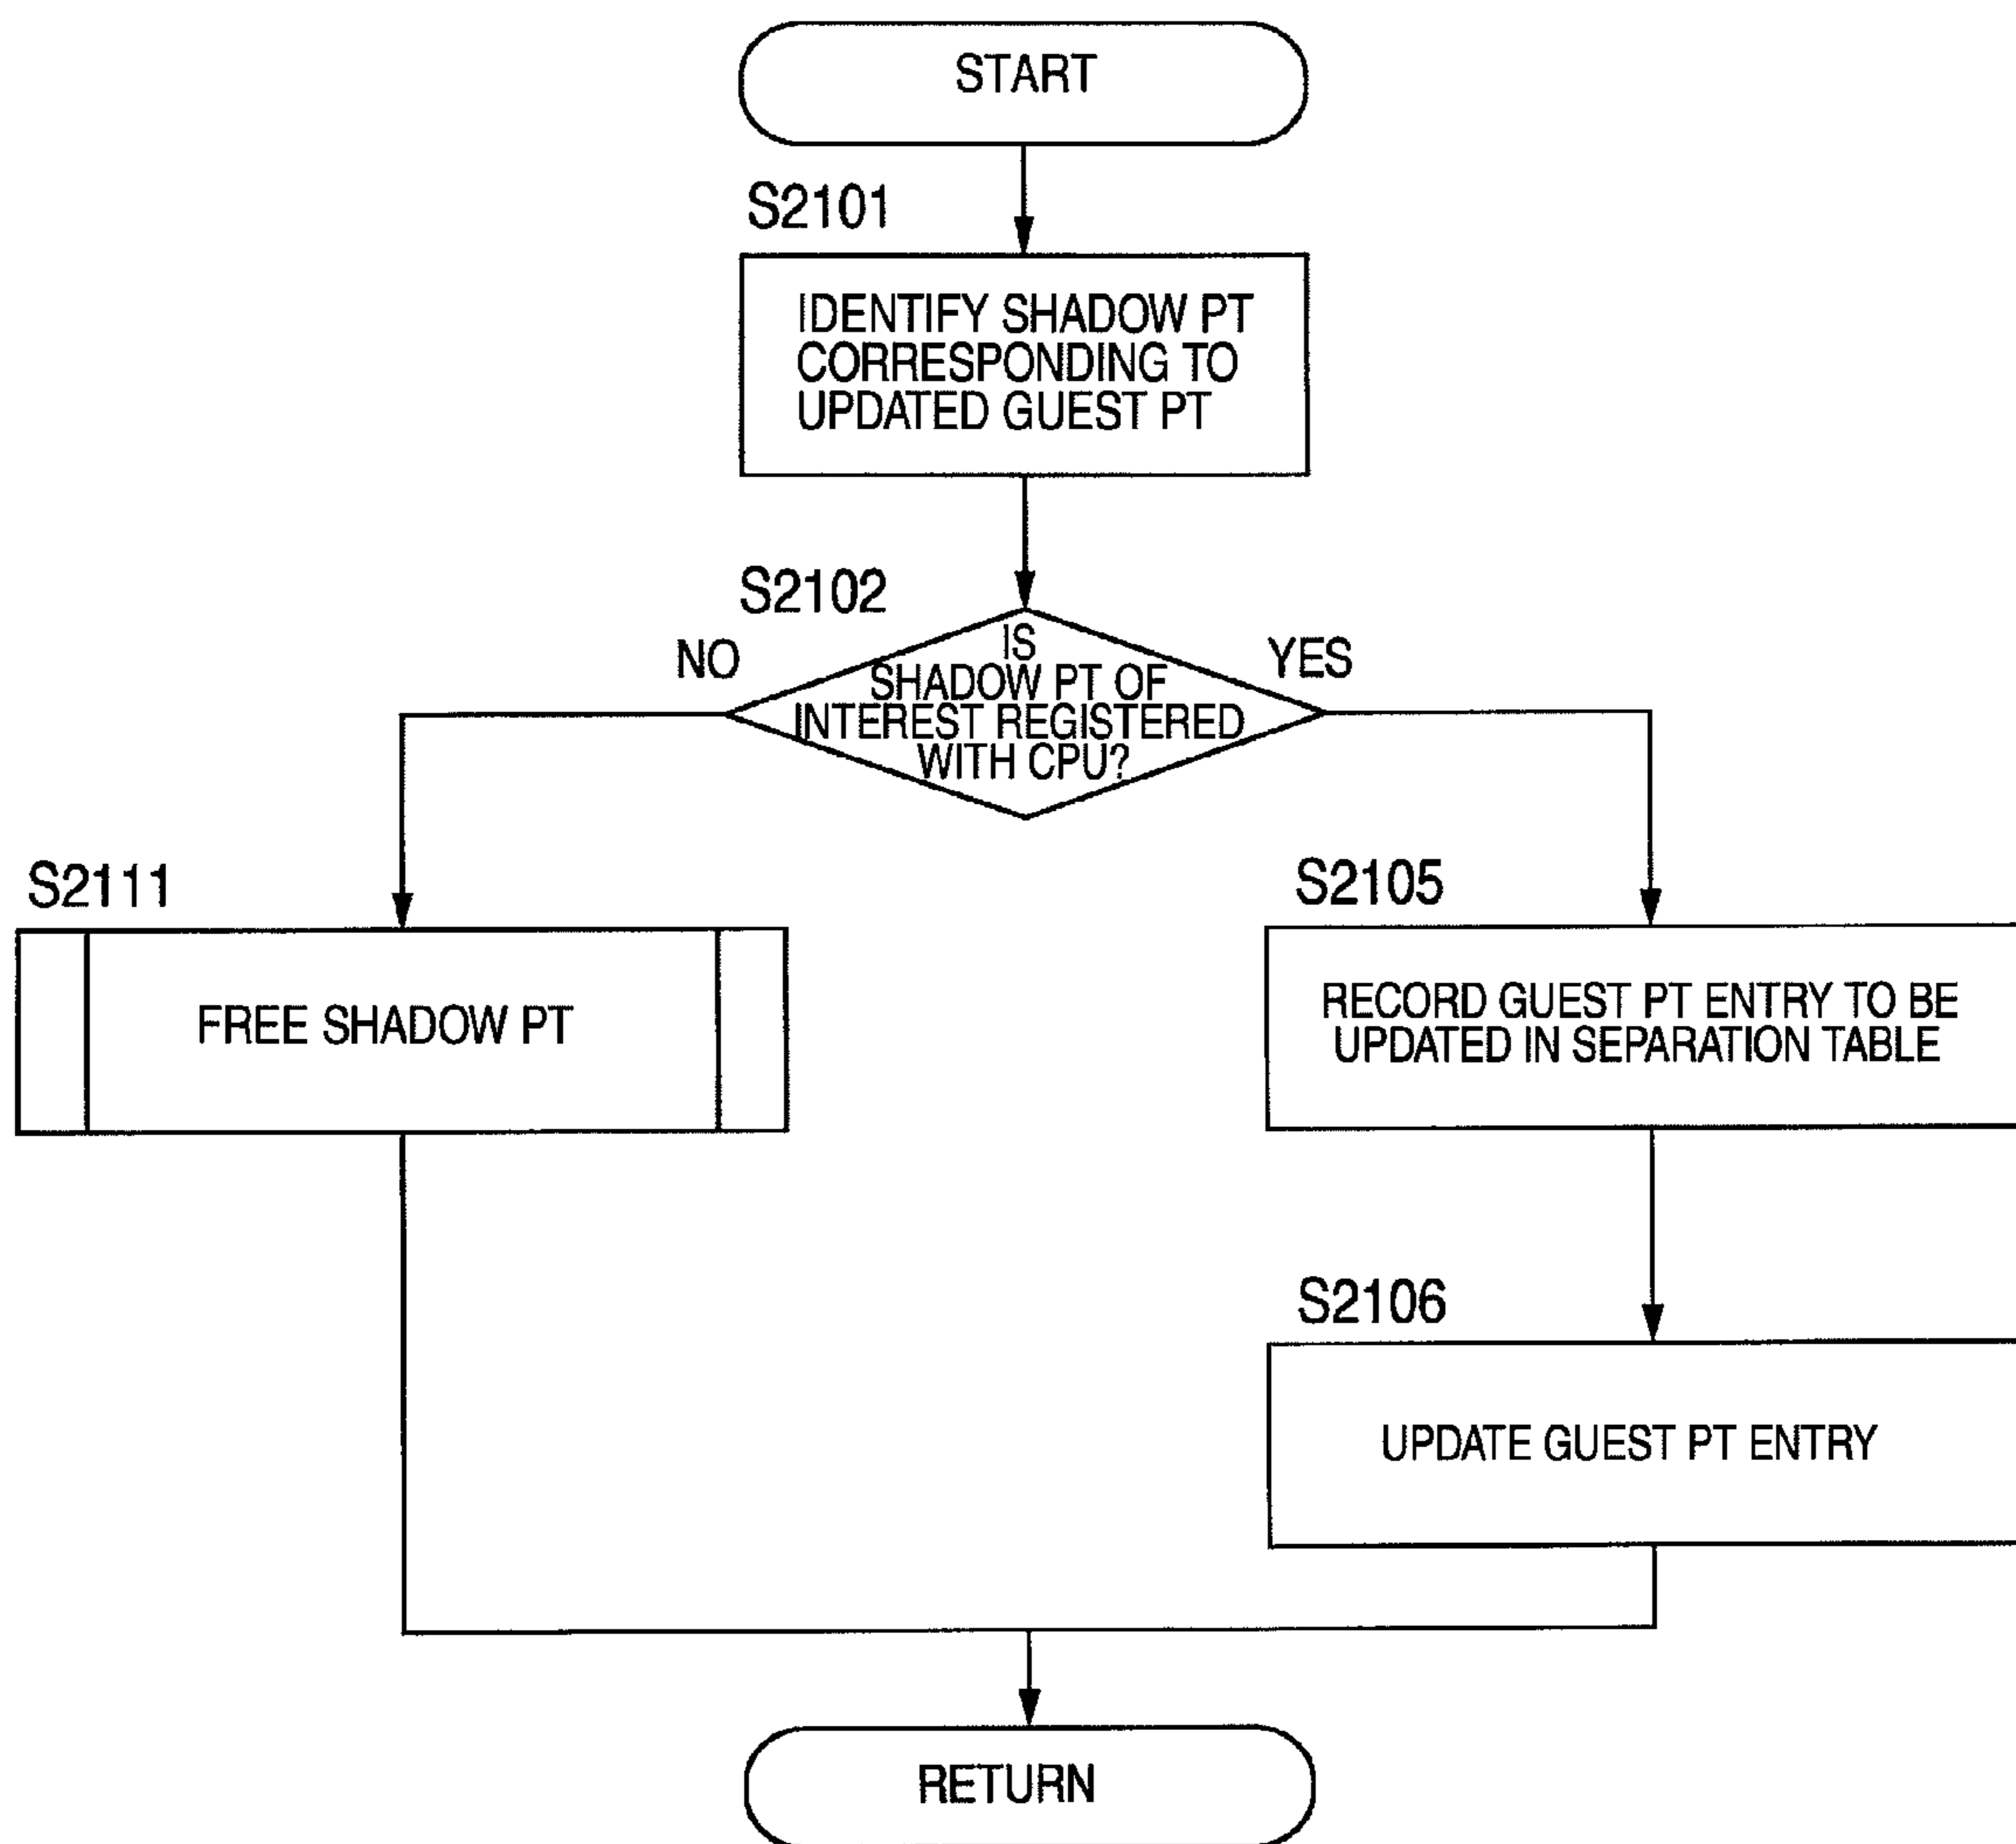 START
S2101
IDENTIFY SHADOW PT
CORRESPONDING TO
UPDATED GUEST PT
S2102
NO
IS
SHADOW PT OF
INTEREST REGISTERED
WITH CPU?
YES
S2111
FREE SHADOW PT
S2105
RECORD GUEST PT ENTRY TO BE
UPDATED IN SEPARATION TABLE
S2106
UPDATE GUEST PT ENTRY
RETURN